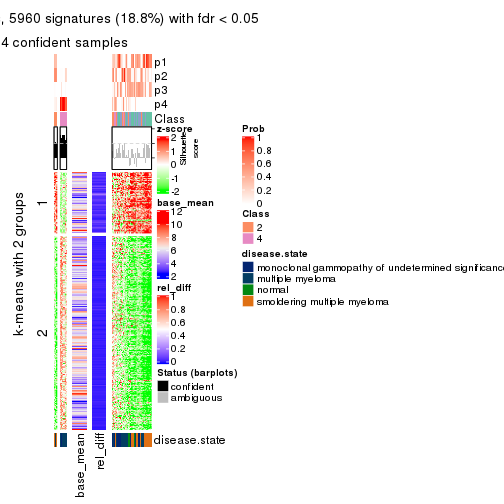 , 5960 signatures (18.8%) with fdr < 0.05
4 confident samples
p1
p2
p3
p4
Class
z-score
2
1
0
-1
-2
Silhouette
score
base_mean
12
10
8
6
4
2
rel_diff
1
0.8
0.6
0.4
0.2
0
Status (barplots)
confident
ambiguous
Prob
1
0.8
0.6
0.4
0.2
0
Class
2
4
disease.state
monoclonal gammopathy of undetermined significance
multiple myeloma
normal
smoldering multiple myeloma
k-means with 2 groups
1
2
base_mean
rel_diff
disease.state